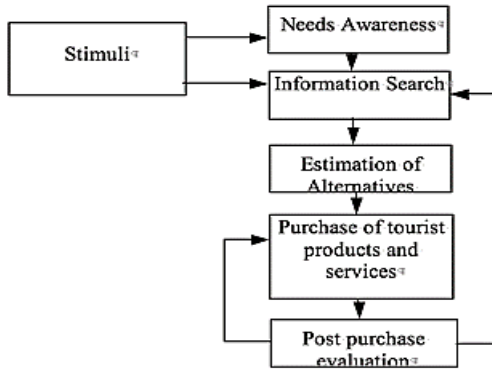 Stimuli
Needs Awareness
Information Search
Estimation of
Alternatives
Purchase of tourist
products and
services
Post purchase
evaluation